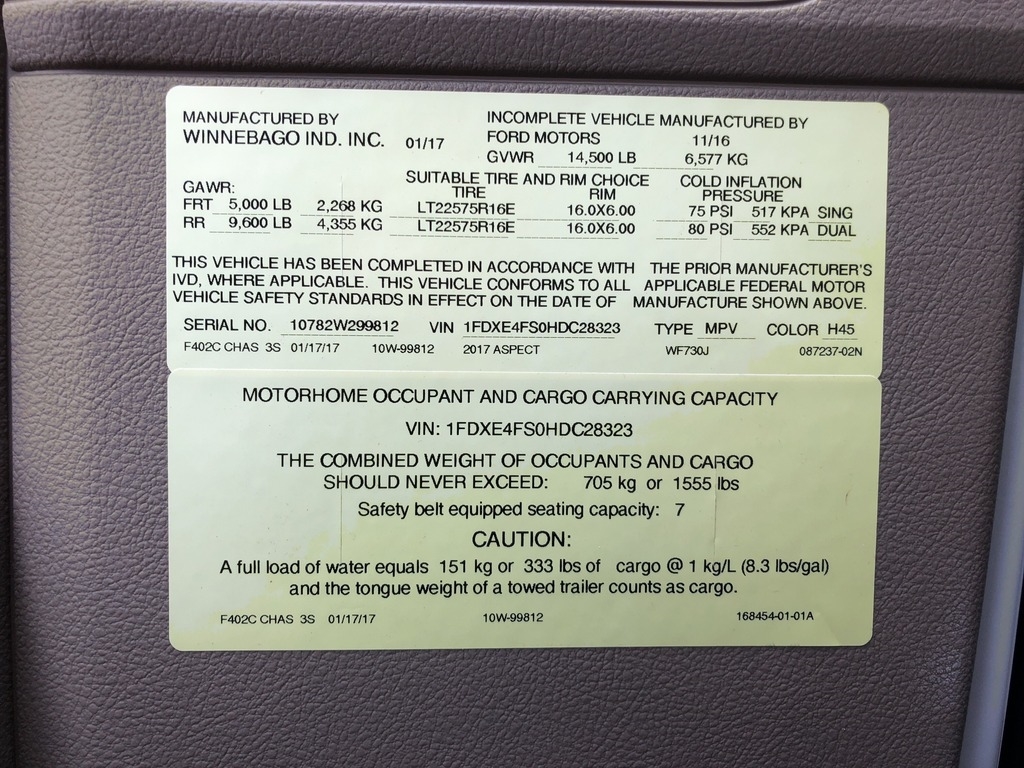 MANUFACTURED BY INCOMPLETE VEHICLE MANUFACTURED BY
WINNEBAGO IND. INC. 01/17 FORD MOTORS 11/16
GVWR 14,500 LB 6,577 KG
SUITABLE TIRE AND RIM CHOICE COLD INFLATION
GAWR: TIRE RIM PRESSURE
FRT 5,000 LB 2,268 KG LT22575R16E 16.0X6.00 75 PSI 517 KPA SING
RR 9,600 LB 4,355 KG LT22575R16E 16.0X6.00 80 PSI 552 KPA DUAL
THIS VEHICLE HAS BEEN COMPLETED IN ACCORDANCE WITH THE PRIOR MANUFACTURER'S
IVD, WHERE APPLICABLE. THIS VEHICLE CONFORMS TO ALL APPLICABLE FEDERAL MOTOR
VEHICLE SAFETY STANDARDS IN EFFECT ON THE DATE OF MANUFACTURE SHOWN ABOVE.
SERIAL NO. 10782W299812 VIN 1FDXE4FS0HDC28323 TYPE MPV COLOR H45
F402C CHAS 3S 01/17/17 10W-99812 2017 ASPECT WF730J 087237-02N
MOTORHOME OCCUPANT AND CARGO CARRYING CAPACITY
VIN: 1FDXE4FS0HDC28323
THE COMBINED WEIGHT OF OCCUPANTS AND CARGO
SHOULD NEVER EXCEED: 705 kg or 1555 lbs
Safety belt equipped seating capacity: 7
CAUTION:
A full load of water equals 151 kg or 333 lbs of cargo @ 1 kg/L (8.3 lbs/gal)
and the tongue weight of a towed trailer counts as cargo.
F402C CHAS 3S 01/17/17 10W-99812 168454-01-01A